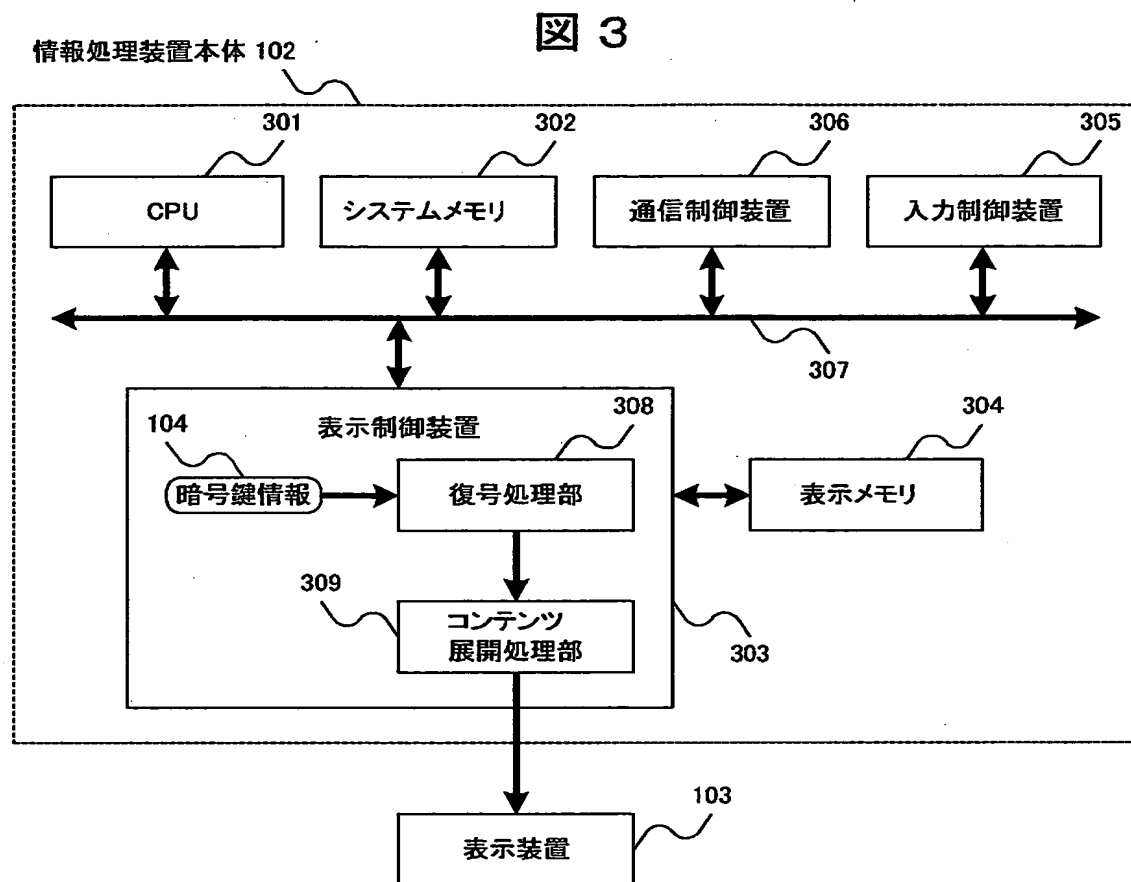 図 3
情報処理装置本体 102
301
302
306
305
CPU
システムメモリ
通信制御装置
入力制御装置
307
表示制御装置
308
304
104
暗号鍵情報
復号処理部
表示メモリ
309
コンテンツ
展開処理部
303
103
表示装置